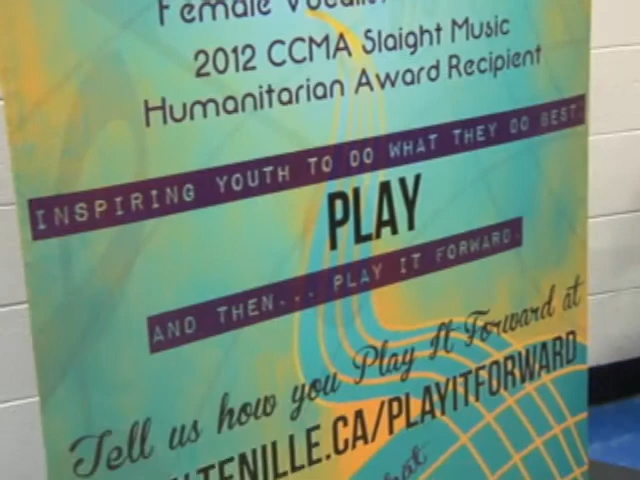 Female
2012 CCMA Slaight Music
Humanitarian Award Recipient
INSPIRING YOUTH TO DO WHAT THEY DO BEST:
PLAY
AND THEN... PLAY IT FORWARD.
Tell us how you Play It Forward at
TENILLE.CA/PLAYITFORWARD